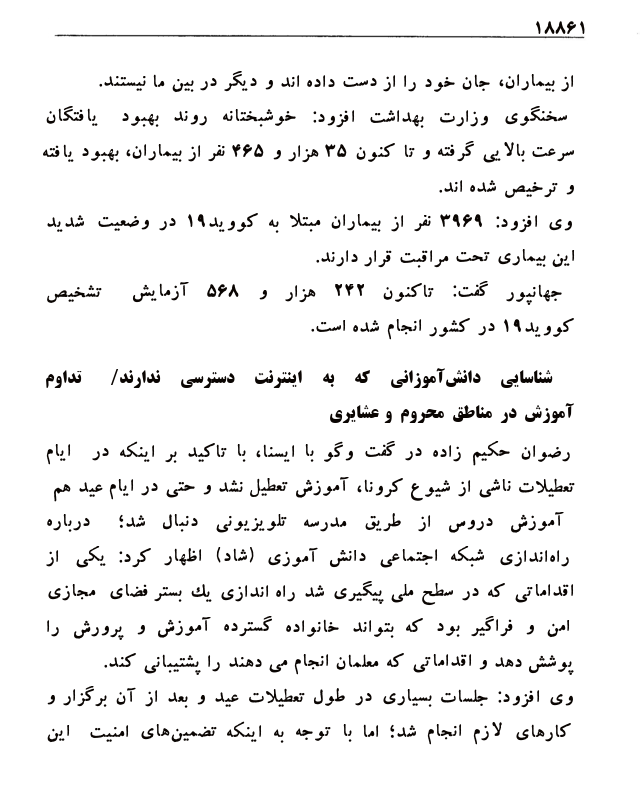 ۱۸۸۶۱
از بیماران، جان خود را از دست داده اند و دیگر در بین ما نیستند.
سخنگوی وزارت بهداشت افزود: خوشبختانه روند بهبود یافتگان
سرعت بالایی گرفته و تا کنون ۳۵ هزار و ۴۶۵ نفر از بیماران، بهبود یافته
و ترخیص شده اند.
وی افزود: ۳۹۶۹ نفر از بیماران مبتلا به کووید۱۹ در وضعیت شدید
این بیماری تحت مراقبت قرار دارند.
جهانپور گفت: تاکنون ۲۴۲ هزار و ۵۶۸ آزمایش تشخیص
کووید۱۹ در کشور انجام شده است.
شناسایی دانش‌آموزانی که به اینترنت دسترسی ندارند/ تداوم
آموزش در مناطق محروم و عشایری
رضوان حکیم زاده در گفت وگو با ایسنا، با تاکید بر اینکه در ایام
تعطیلات ناشی از شیوع کرونا، آموزش تعطیل نشد و حتی در ایام عید هم
آموزش دروس از طریق مدرسه تلویزیونی دنبال شد؛ درباره
راه‌اندازی شبکه اجتماعی دانش آموزی (شاد) اظهار کرد: یکی از
اقداماتی که در سطح ملی پیگیری شد راه اندازی یك بستر فضای مجازی
امن و فراگیر بود که بتواند خانواده گسترده آموزش و پرورش را
پوشش دهد و اقداماتی که معلمان انجام می دهند را پشتیبانی کند.
وی افزود: جلسات بسیاری در طول تعطیلات عید و بعد از آن برگزار و
کارهای لازم انجام شد؛ اما با توجه به اینکه تضمین‌های امنیت این